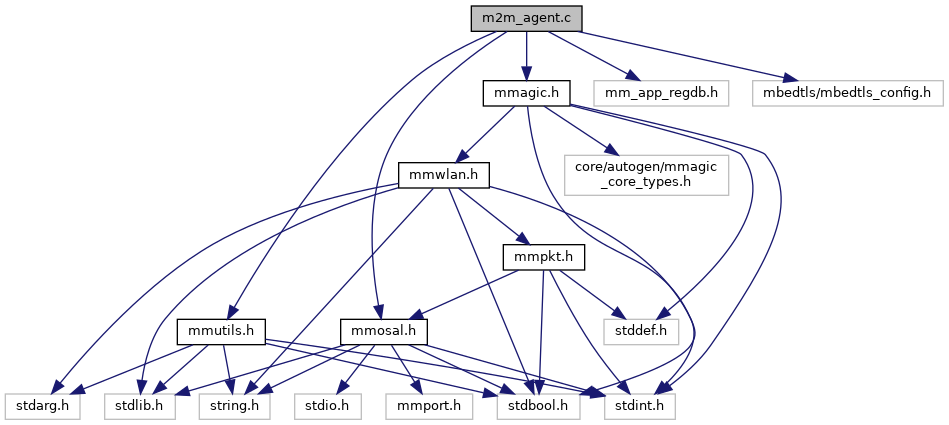 m2m_agent.c
mmagic.h
mm_app_regdb.h
mbedtls/mbedtls_config.h
mmwlan.h
core/autogen/mmagic
_core_types.h
mmpkt.h
mmutils.h
mmosal.h
stddef.h
stdarg.h
stdlib.h
string.h
stdio.h
mmport.h
stdbool.h
stdint.h